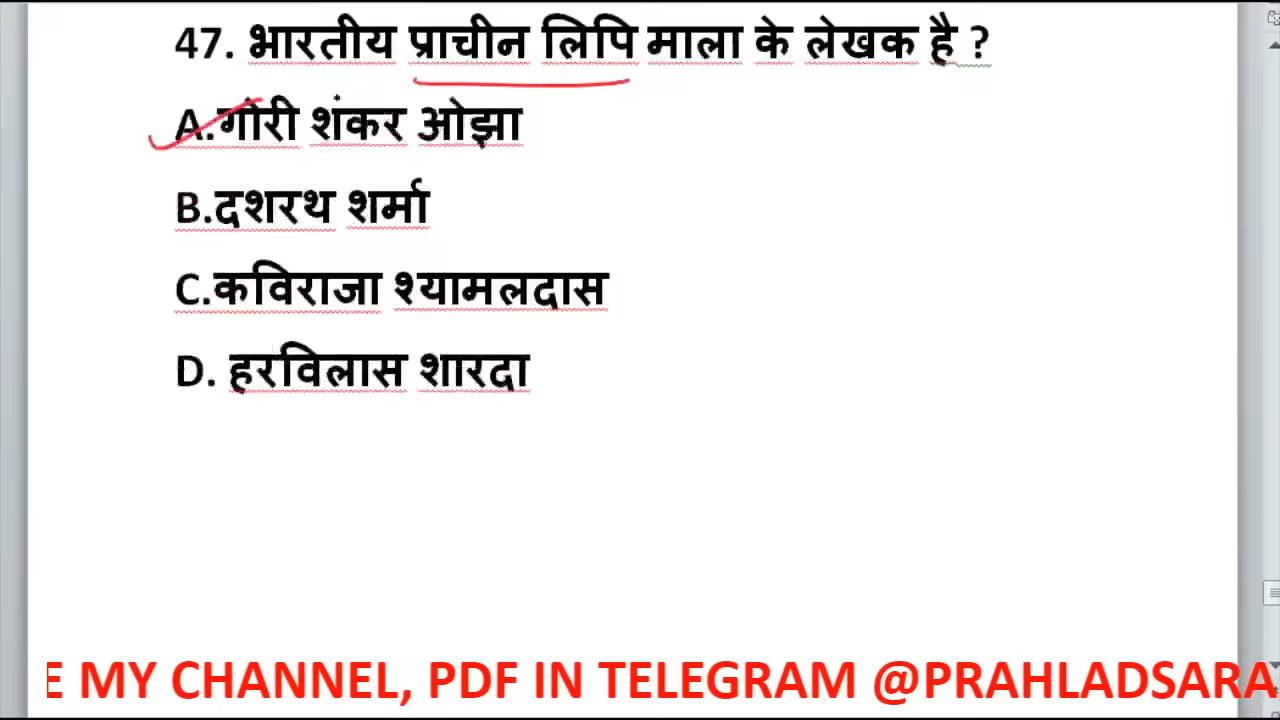 47. भारतीय प्राचीन लिपि माला के लेखक है ?
A.गोरी शंकर ओझा
B.दशरथ शर्मा
C.कविराजा श्यामलदास
D. हरविलास शारदा
E MY CHANNEL, PDF IN TELEGRAM @PRAHLADSARA